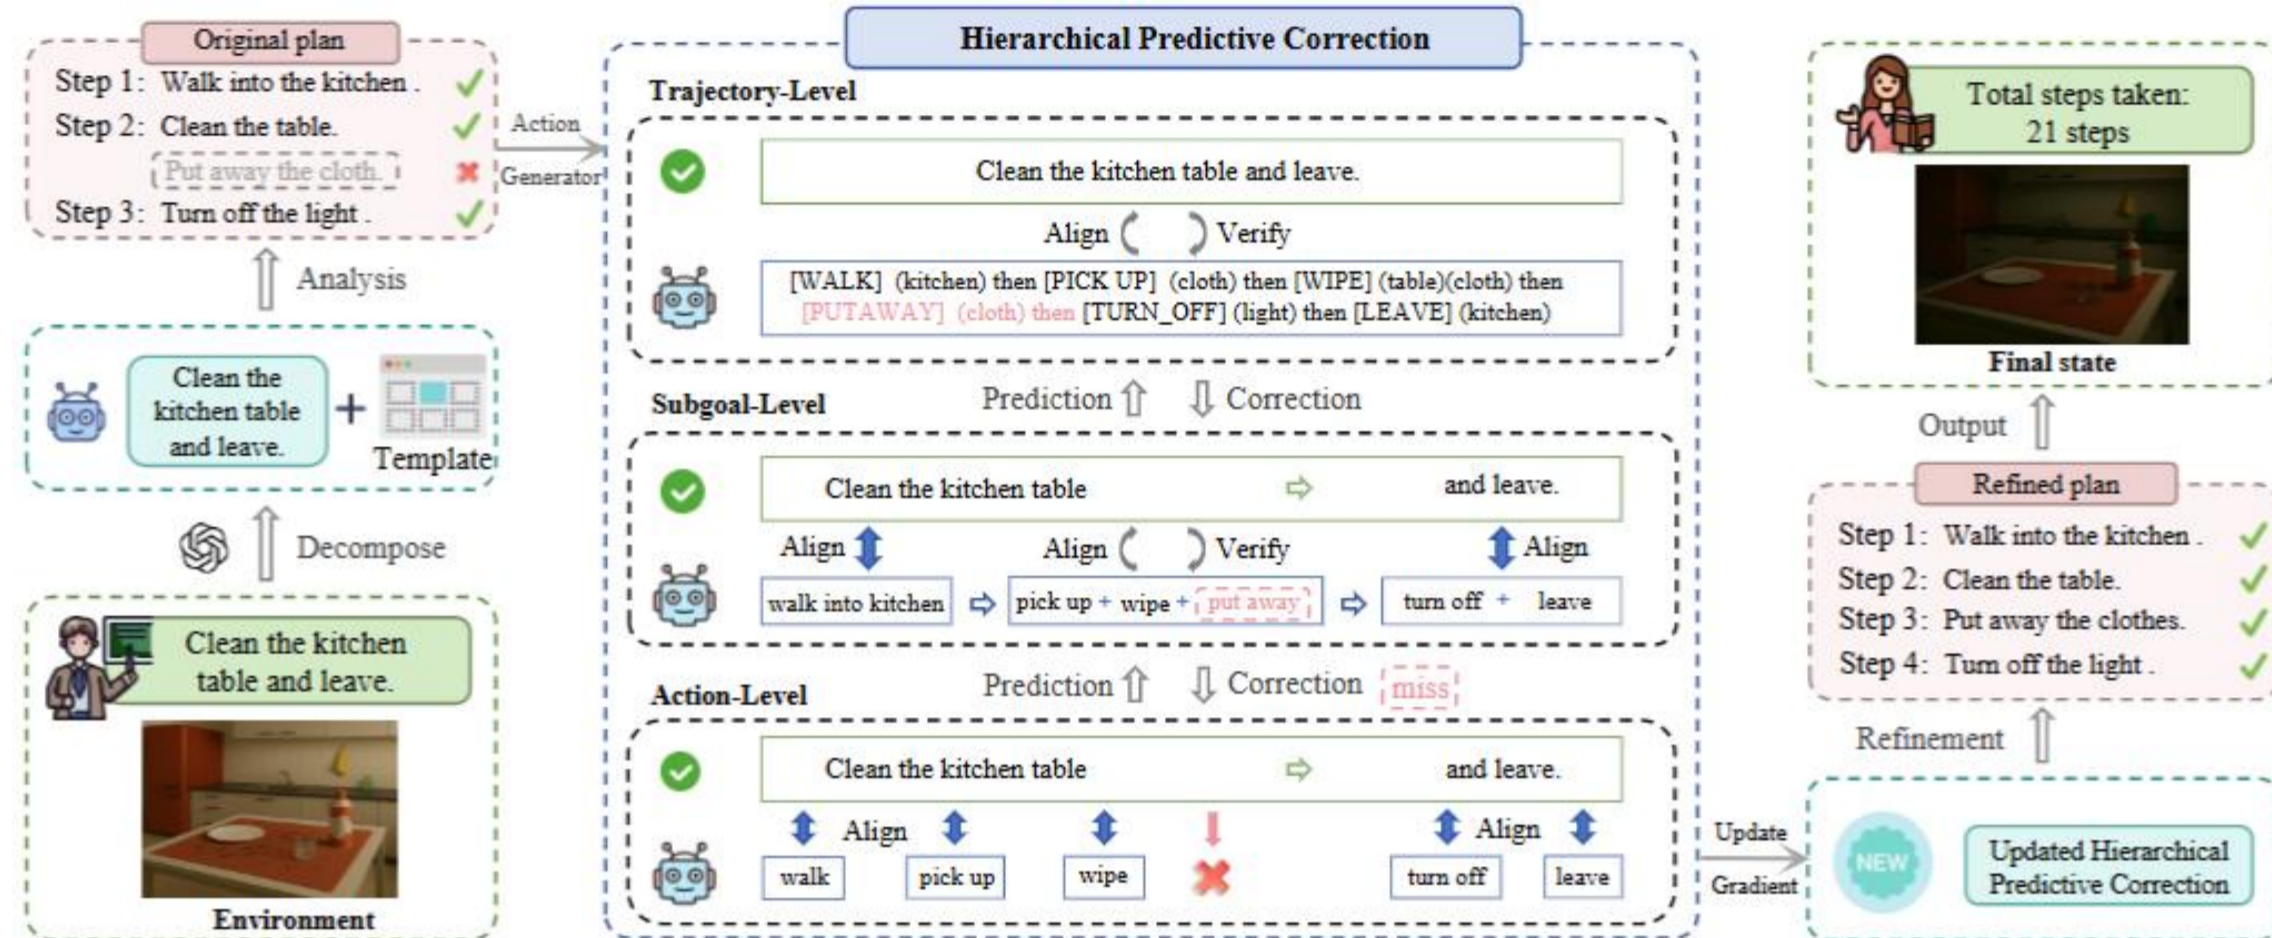 Original plan
Step 1: Walk into the kitchen .
Step 2: Clean the table.
Put away the cloth.
Step 3: Turn off the light .
Analysis
Clean the
kitchen table
and leave.
+
Template
Decompose
Clean the kitchen
table and leave.
Environment
Action
Generator
Hierarchical Predictive Correction
Trajectory-Level
Clean the kitchen table and leave.
Align Verify
[WALK] (kitchen) then [PICK UP] (cloth) then [WIPE] (table)(cloth) then
[PUTAWAY] (cloth) then [TURN_OFF] (light) then [LEAVE] (kitchen)
Prediction Correction
Subgoal-Level
Clean the kitchen table and leave.
Align Align Verify Align
walk into kitchen pick up + wipe + put away turn off + leave
Prediction Correction miss
Action-Level
Clean the kitchen table and leave.
Align Align
walk pick up wipe turn off leave
Update
Gradient
Total steps taken:
21 steps
Final state
Output
Refined plan
Step 1: Walk into the kitchen .
Step 2: Clean the table.
Step 3: Put away the clothes.
Step 4: Turn off the light .
Refinement
NEW
Updated Hierarchical
Predictive Correction